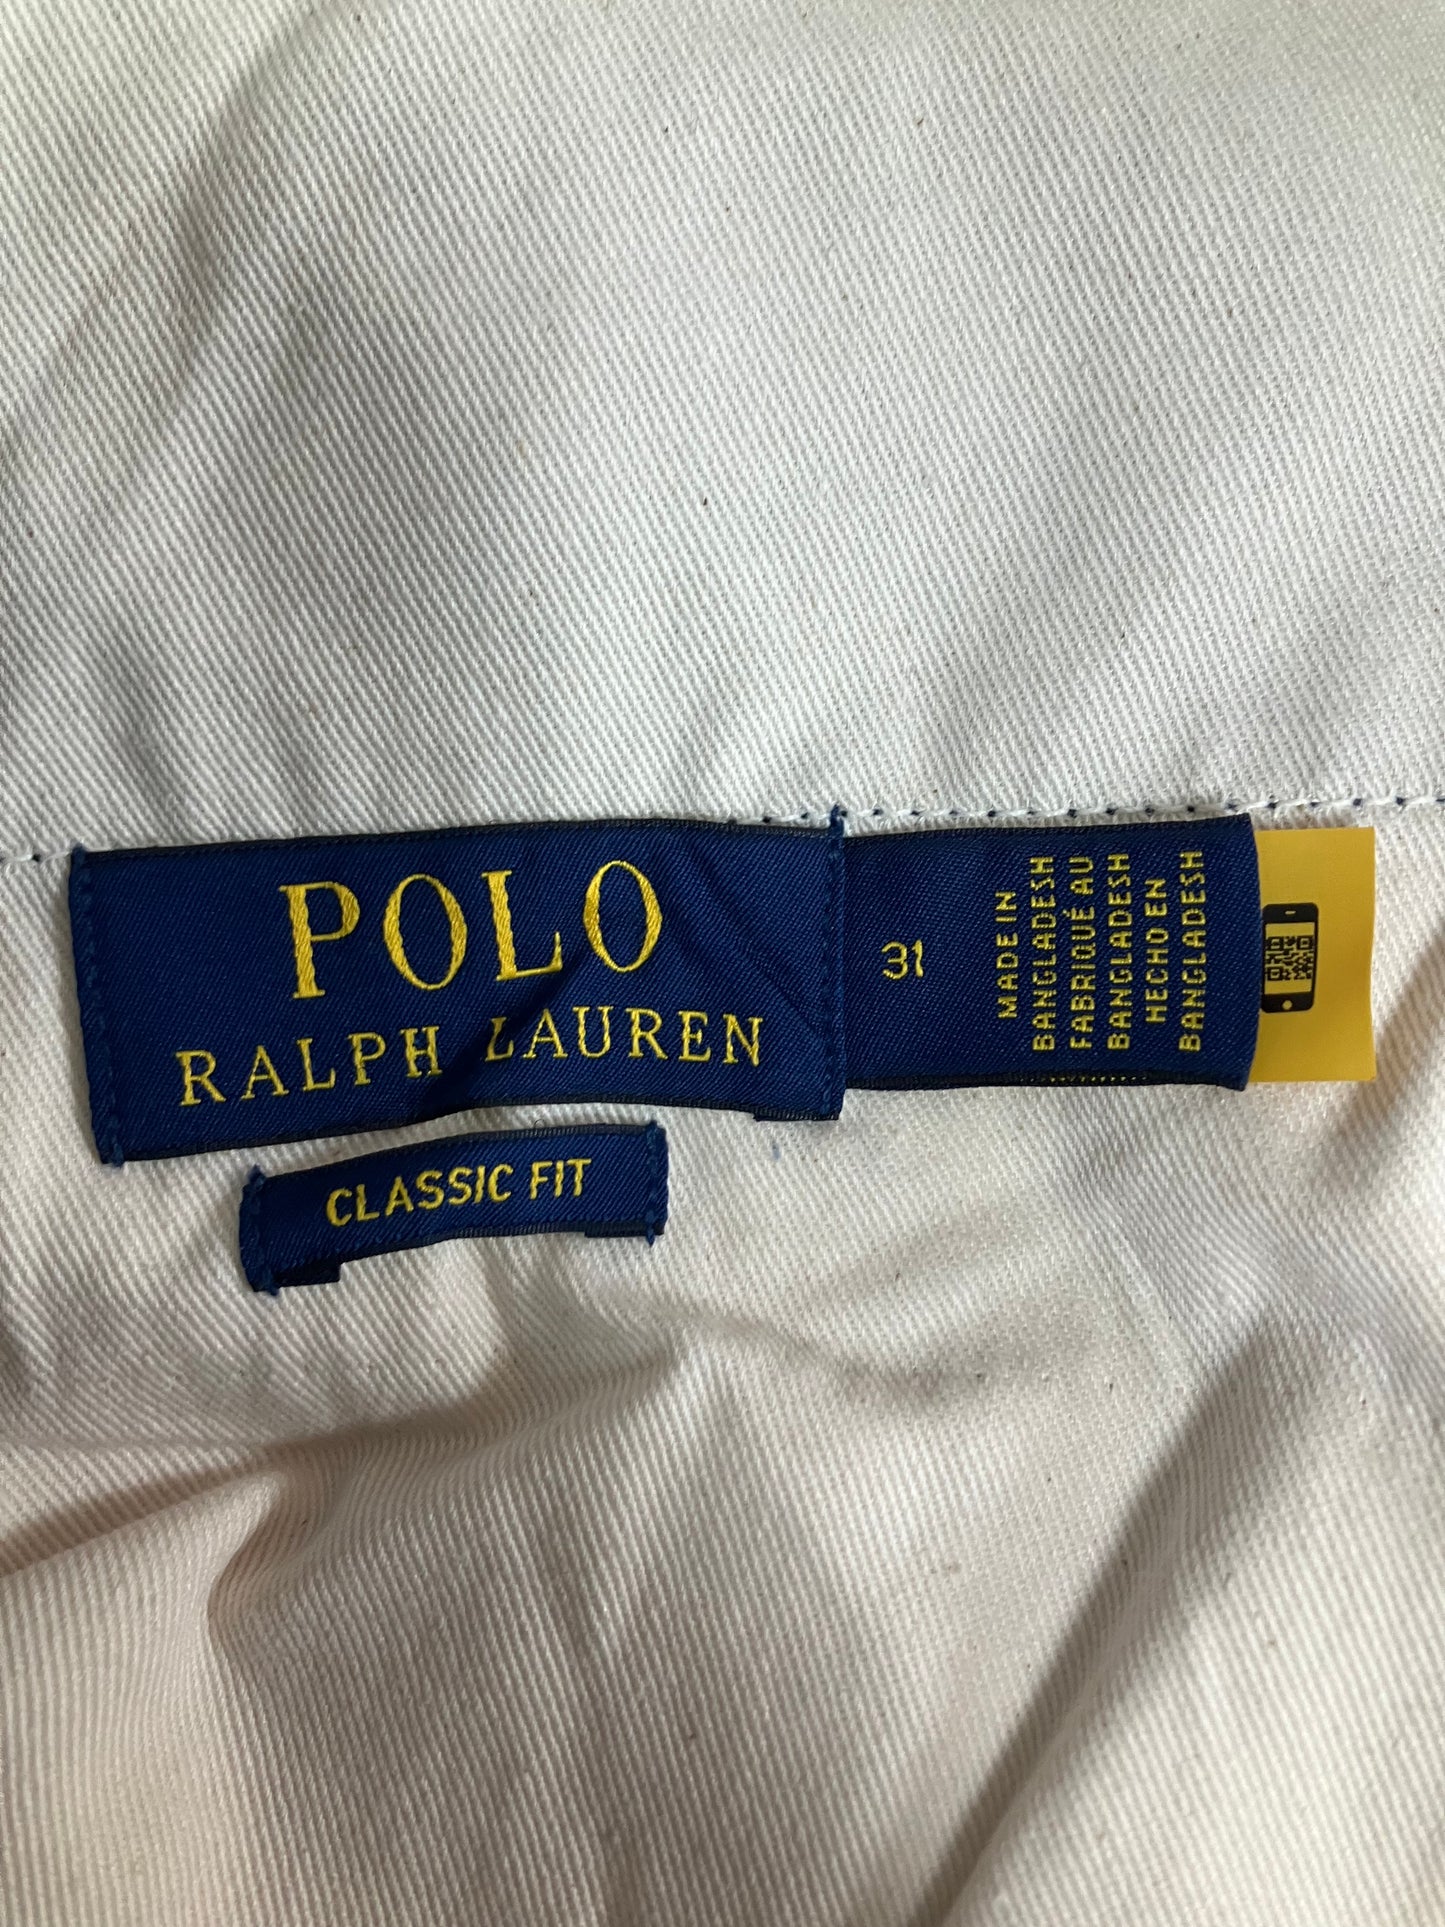 POLO
RALPH LAUREN
CLASSIC FIT
31
MADE IN
BANGLADESH
FABRIQUÉ AU
BANGLADESH
HECHO EN
BANGLADESH